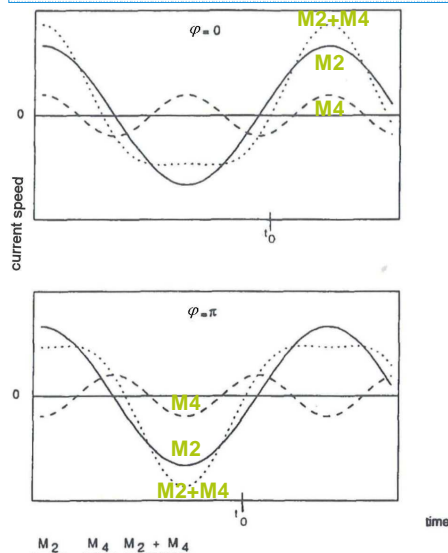 φ=0
M2+M4
M2
M4
0
t0
current speed
φ=π
0
M4
M2
M2+M4
t0
time
M2 M4 M2 + M4